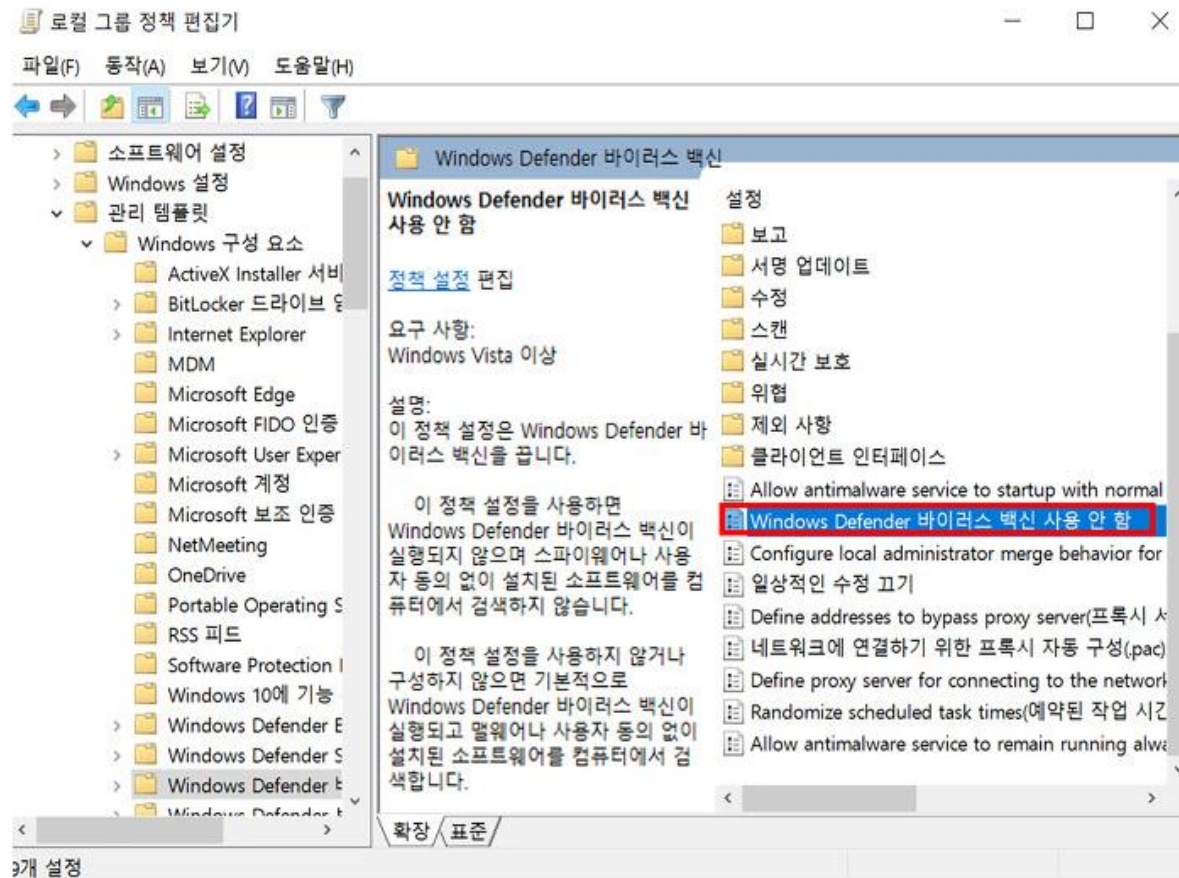 로컬 그룹 정책 편집기
파일(F) 동작(A) 보기(V) 도움말(H)
소프트웨어 설정
Windows 설정
관리 템플릿
Windows 구성 요소
ActiveX Installer 서비
BitLocker 드라이브
Internet Explorer
MDM
Microsoft Edge
Microsoft FIDO 인증
Microsoft User Exper
Microsoft 계정
Microsoft 보조 인증
NetMeeting
OneDrive
Portable Operating S
RSS 피드
Software Protection
Windows 10에 기능
Windows Defender E
Windows Defender S
Windows Defender
Windows Defender
Windows Defender 바이러스 백신
Windows Defender 바이러스 백신
사용 안 함
정책 설정 편집
요구 사항:
Windows Vista 이상
설명:
이 정책 설정은 Windows Defender 바
이러스 백신을 끕니다.
이 정책 설정을 사용하면
Windows Defender 바이러스 백신이
실행되지 않으며 스파이웨어나 사용
자 동의 없이 설치된 소프트웨어를 컴
퓨터에서 검색하지 않습니다.
이 정책 설정을 사용하지 않거나
구성하지 않으면 기본적으로
Windows Defender 바이러스 백신이
실행되고 맬웨어나 사용자 동의 없이
설치된 소프트웨어를 컴퓨터에서 검
색합니다.
설정
보고
서명 업데이트
수정
스캔
실시간 보호
위협
제외 사항
클라이언트 인터페이스
Allow antimalware service to startup with normal
Windows Defender 바이러스 백신 사용 안 함
Configure local administrator merge behavior for
일상적인 수정 끄기
Define addresses to bypass proxy server(프록시
네트워크에 연결하기 위한 프록시 자동 구성(.pac)
Define proxy server for connecting to the network
Randomize scheduled task times(예약된 작업 시간
Allow antimalware service to remain running alwa
확장 표준
9개 설정